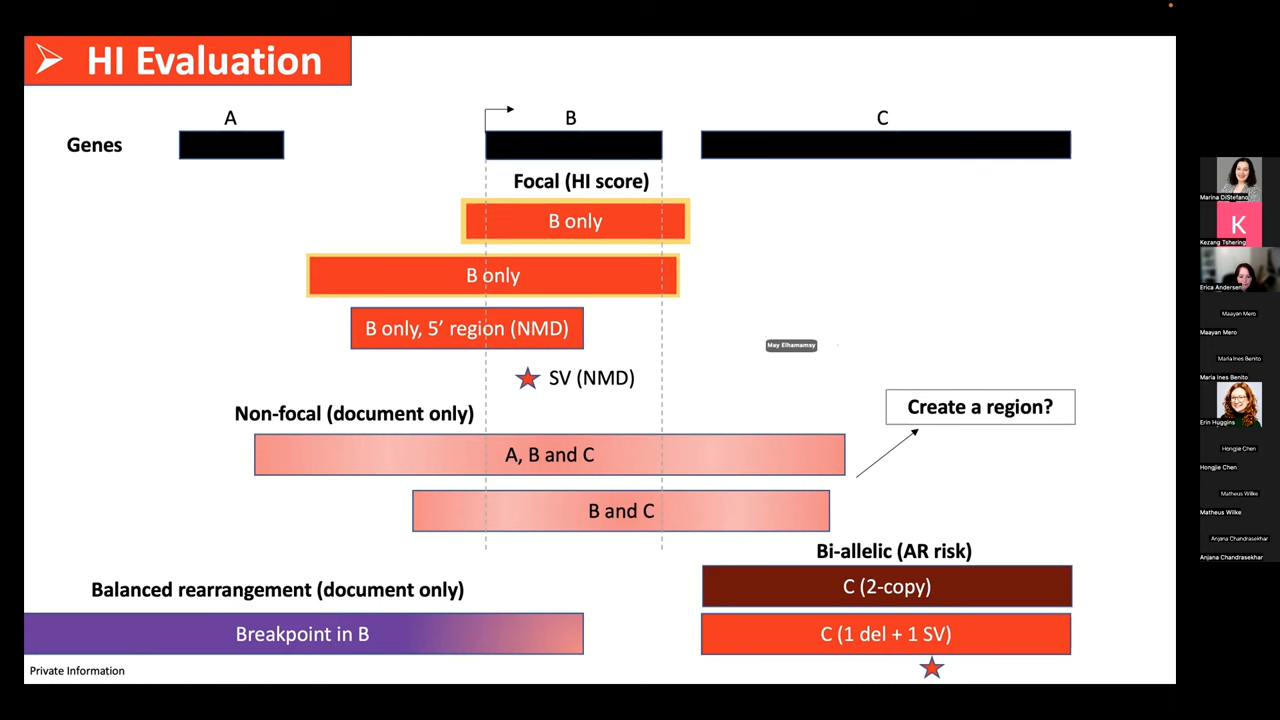 HI Evaluation
A
B
C
Genes
Focal (HI score)
B only
B only
B only, 5’ region (NMD)
May Elhamamsy
SV (NMD)
Non-focal (document only)
Create a region?
A, B and C
B and C
Bi-allelic (AR risk)
C (2-copy)
Balanced rearrangement (document only)
Breakpoint in B
C (1 del + 1 SV)
Private Information
Marina DiStefano
K
Kezang Tshering
Erica Andersen
Maayan Mero
Maayan Mero
Maria Ines Benito
Maria Ines Benito
Erin Huggins
Hongjie Chen
Hongjie Chen
Matheus Wilke
Matheus Wilke
Anjana Chandrasekhar
Anjana Chandrasekhar